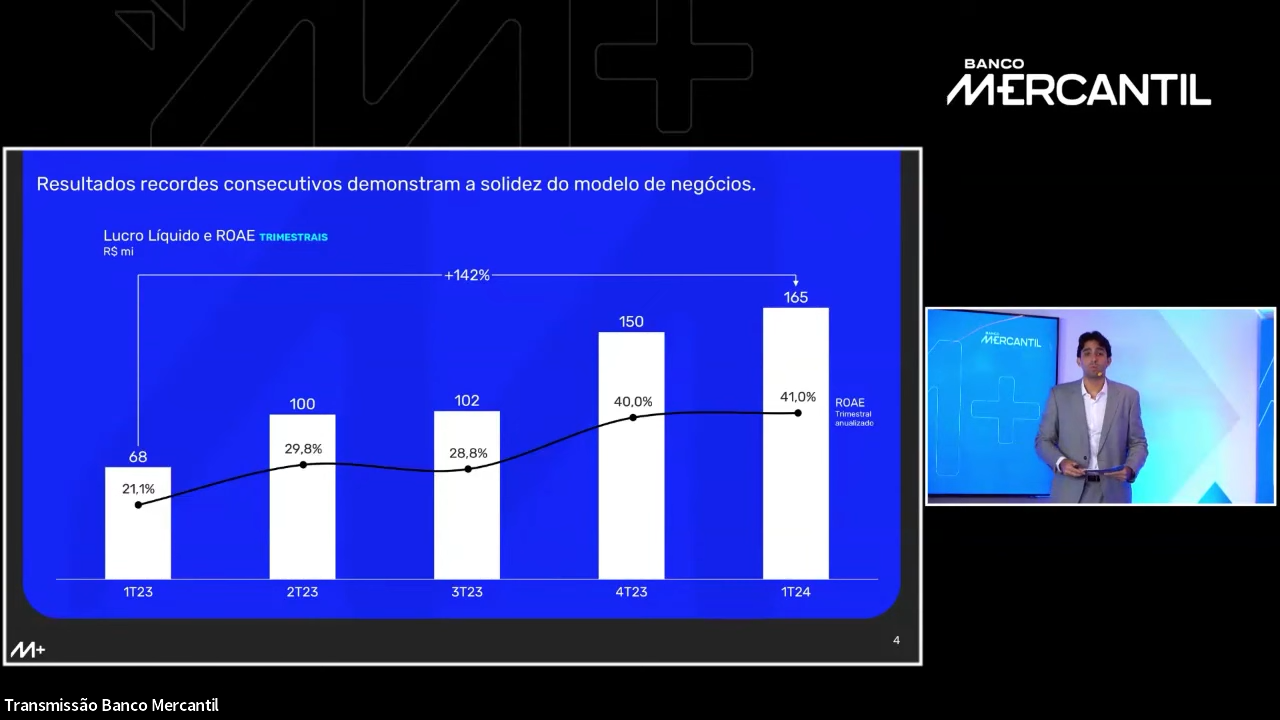 BANCO
MERCANTIL
Resultados recordes consecutivos demonstram a solidez do modelo de negócios.
Lucro Líquido e ROAE TRIMESTRAIS
R$ mi
+142%
165
150
100
102
68
40,0%
41,0%
29,8%
28,8%
21,1%
ROAE
Trimestral
anualizado
1T23
2T23
3T23
4T23
1T24
4
M+
BANCO
MERCANTIL
Transmissão Banco Mercantil